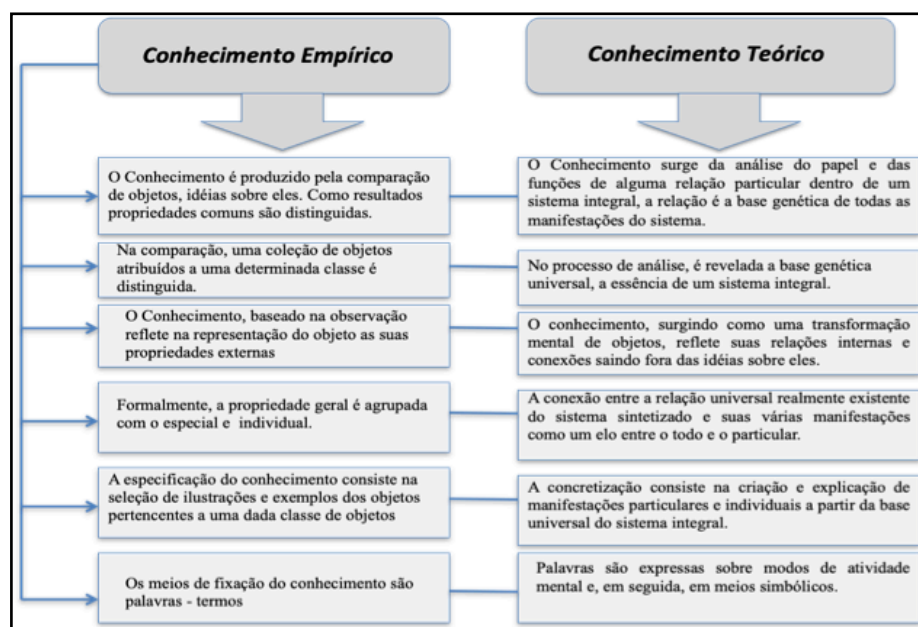 Conhecimento Empírico
Conhecimento Teórico
O Conhecimento é produzido pela comparação
de objetos, idéias sobre eles. Como resultados
propriedades comuns são distinguidas.
O Conhecimento surge da análise do papel e das
funções de alguma relação particular dentro de um
sistema integral, a relação é a base genética de todas as
manifestações do sistema.
Na comparação, uma coleção de objetos
atribuídos a uma determinada classe é
distinguida.
No processo de análise, é revelada a base genética
universal, a essência de um sistema integral.
O Conhecimento, baseado na observação
reflete na representação do objeto as suas
propriedades externas
O conhecimento, surgindo como uma transformação
mental de objetos, reflete suas relações internas e
conexões saindo fora das idéias sobre eles.
Formalmente, a propriedade geral é agrupada
com o especial e individual.
A conexão entre a relação universal realmente existente
do sistema sintetizado e suas várias manifestações
como um elo entre o todo e o particular.
A especificação do conhecimento consiste na
seleção de ilustrações e exemplos dos objetos
pertencentes a uma dada classe de objetos
A concretização consiste na criação e explicação de
manifestações particulares e individuais a partir da base
universal do sistema integral.
Os meios de fixação do conhecimento são
palavras - termos
Palavras são expressas sobre modos de atividade
mental e, em seguida, em meios simbólicos.